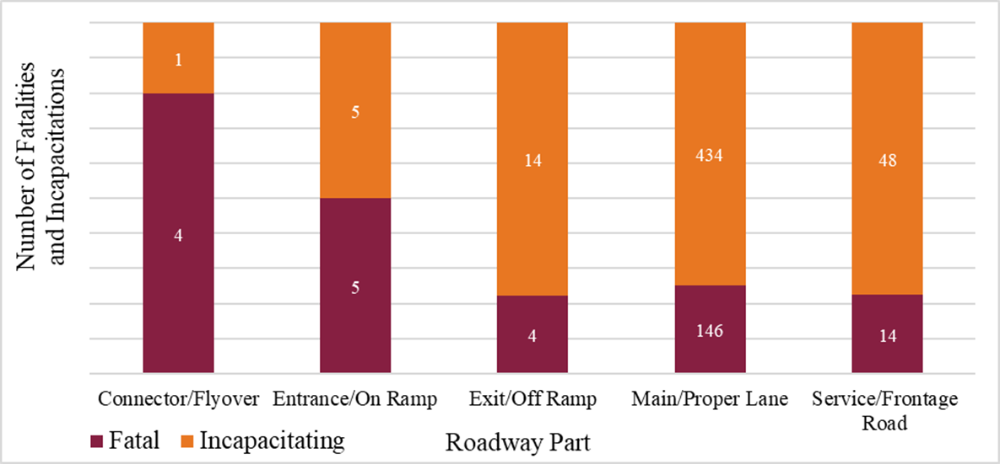 Number of Fatalities
and Incapacitations
1
5
14
434
48
4
5
4
146
14
Connector/Flyover
Entrance/On Ramp
Exit/Off Ramp
Main/Proper Lane
Service/Frontage
Road
Fatal
Incapacitating
Roadway Part